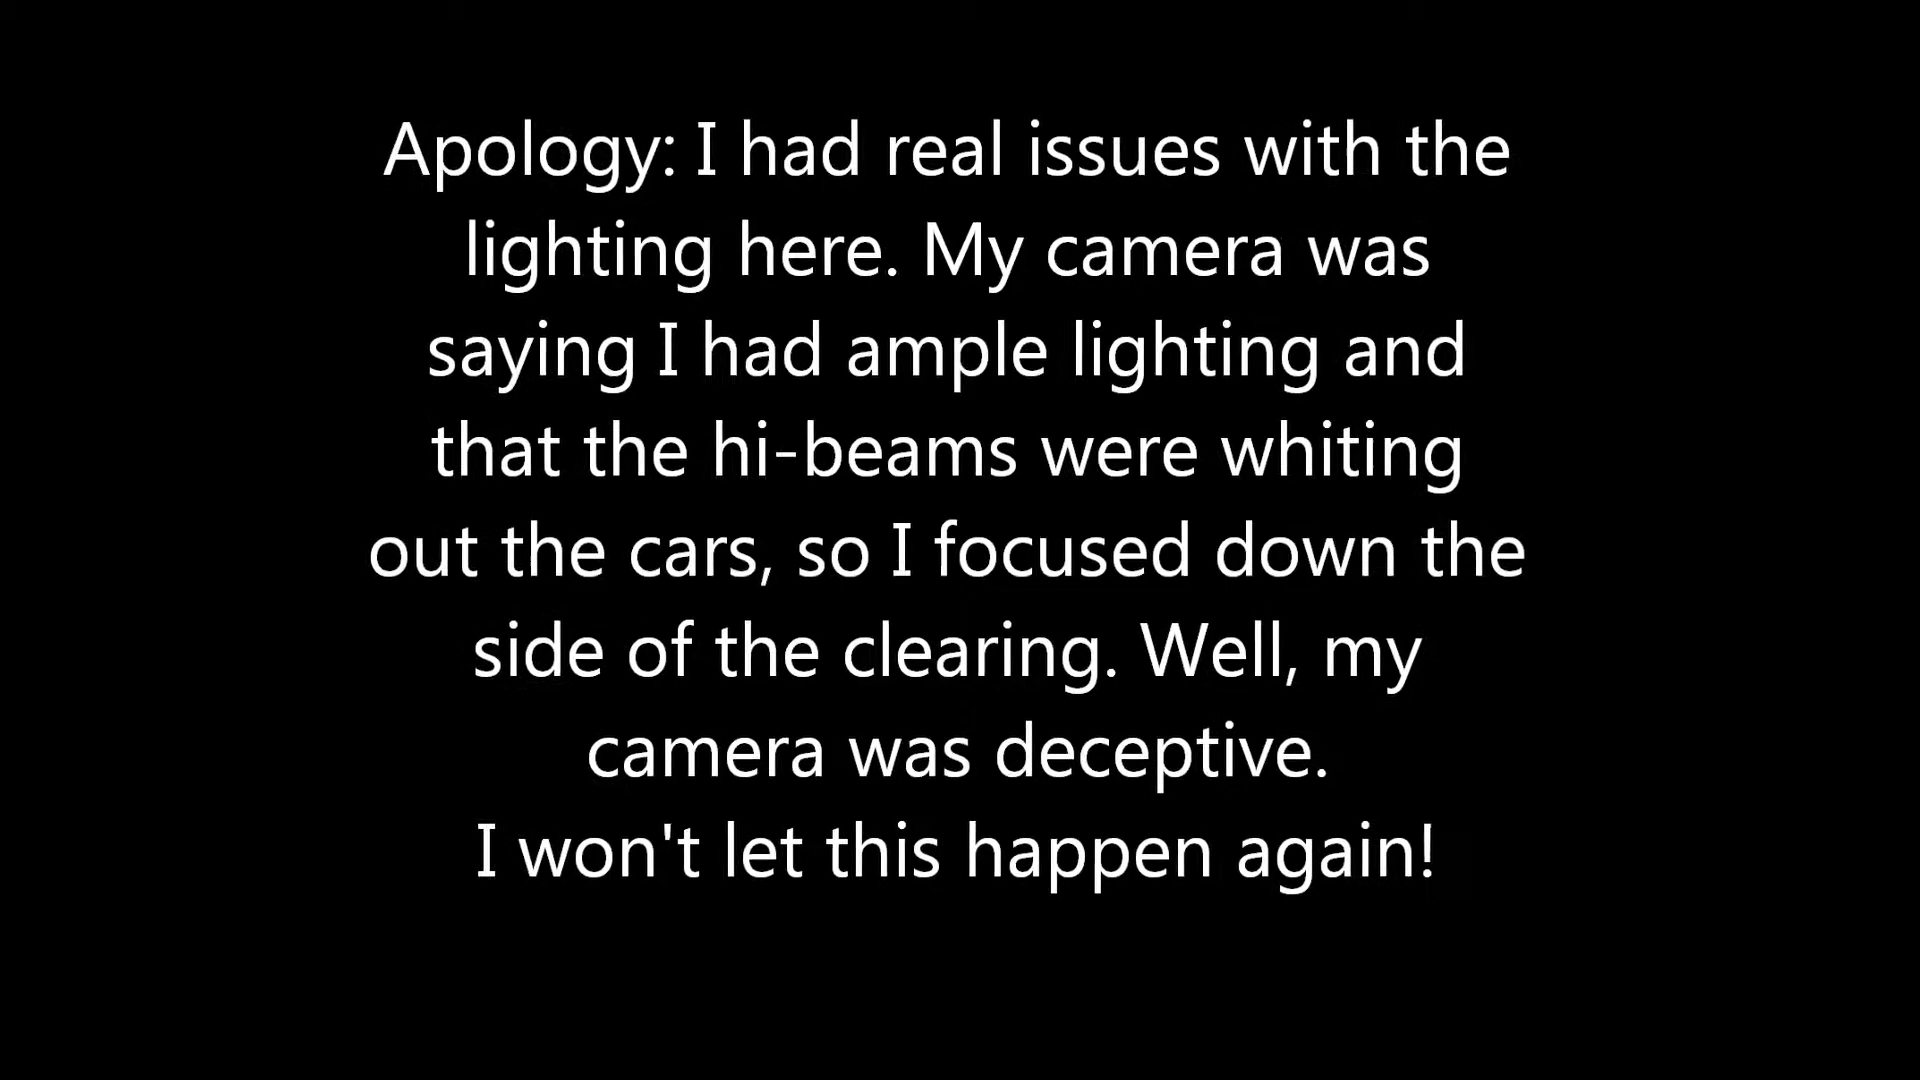 Apology: I had real issues with the
lighting here. My camera was
saying I had ample lighting and
that the hi-beams were whiting
out the cars, so I focused down the
side of the clearing. Well, my
camera was deceptive.
I won't let this happen again!